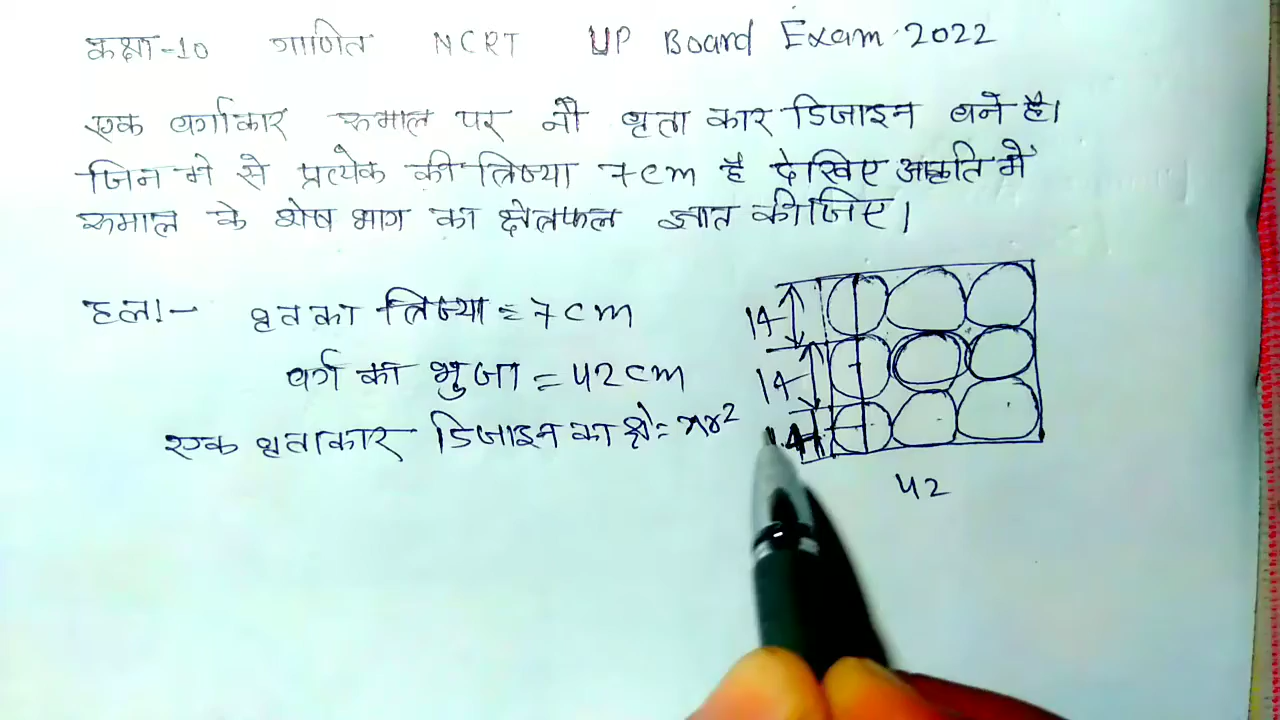 कक्षा-10 गाणित NCRT UP Board Exam 2022
एक वर्गाकार रुमाल पर नौ वृताकार डिजाइन बने है।
जिनमे से प्रत्येक की त्रिज्या 7cm है देखिए आकृति में
रुमाल के शेष भाग का क्षेत्रफल ज्ञात कीजिए।
हल!- वृत का त्रिज्या = 7cm
वर्ग का भुजा = 42cm
एक वृताकार डिजाइन का क्षे॰= πr²
14
14
14
42